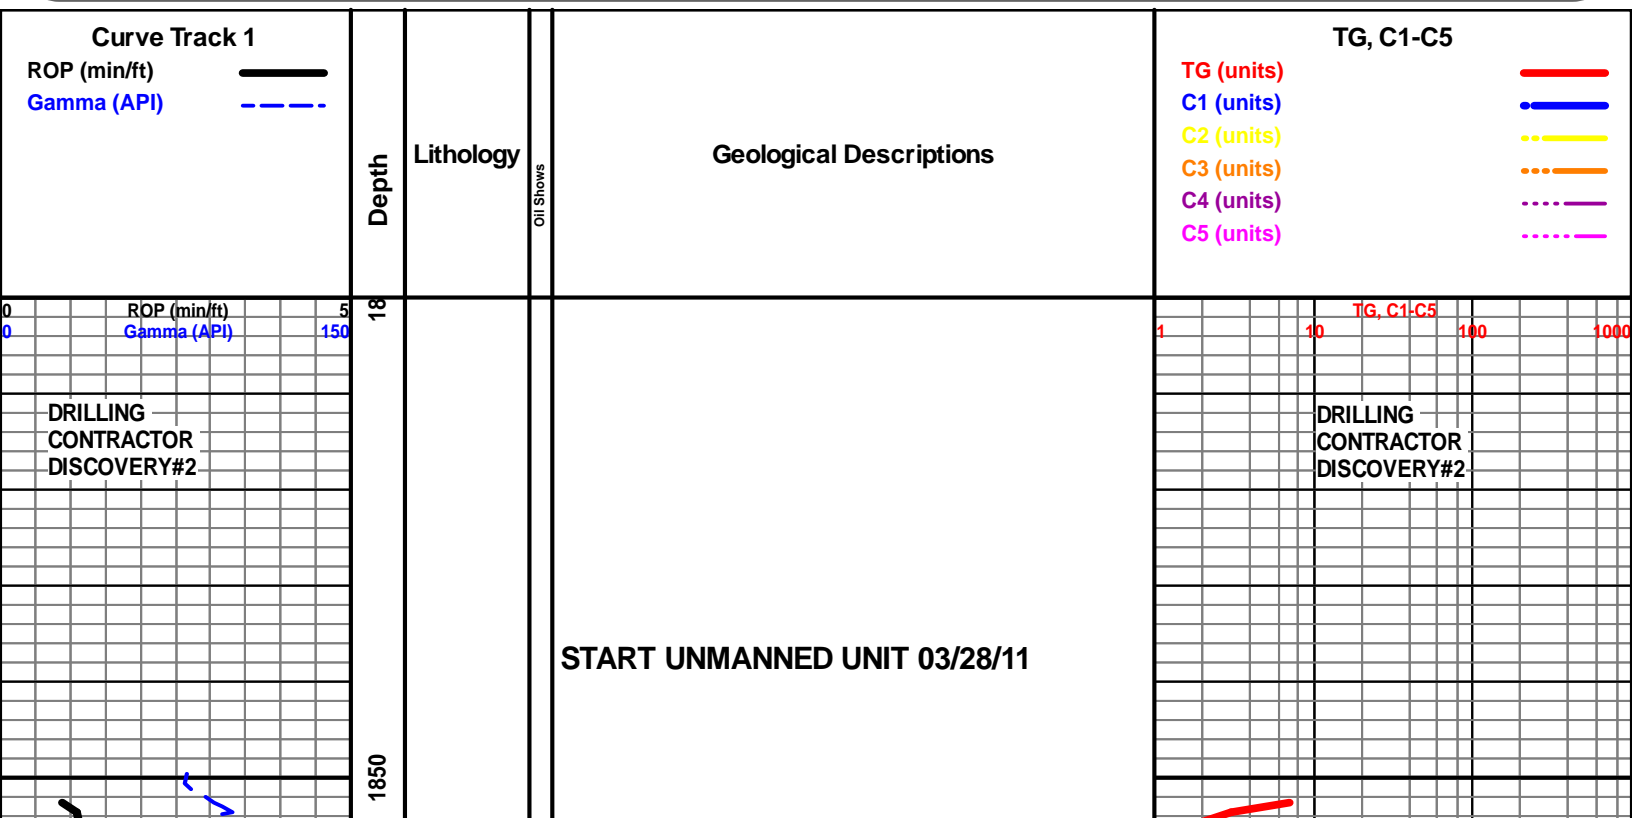 Curve Track 1
ROP (min/ft)
Gamma (API)
Depth
Lithology
Oil Shows
Geological Descriptions
TG, C1-C5
TG (units)
C1 (units)
C2 (units)
C3 (units)
C4 (units)
C5 (units)
0 ROP (min/ft) 5
0 Gamma (API) 150
18
TG, C1-C5
1 10 100 1000
DRILLING
CONTRACTOR
DISCOVERY#2
DRILLING
CONTRACTOR
DISCOVERY#2
START UNMANNED UNIT 03/28/11
1850